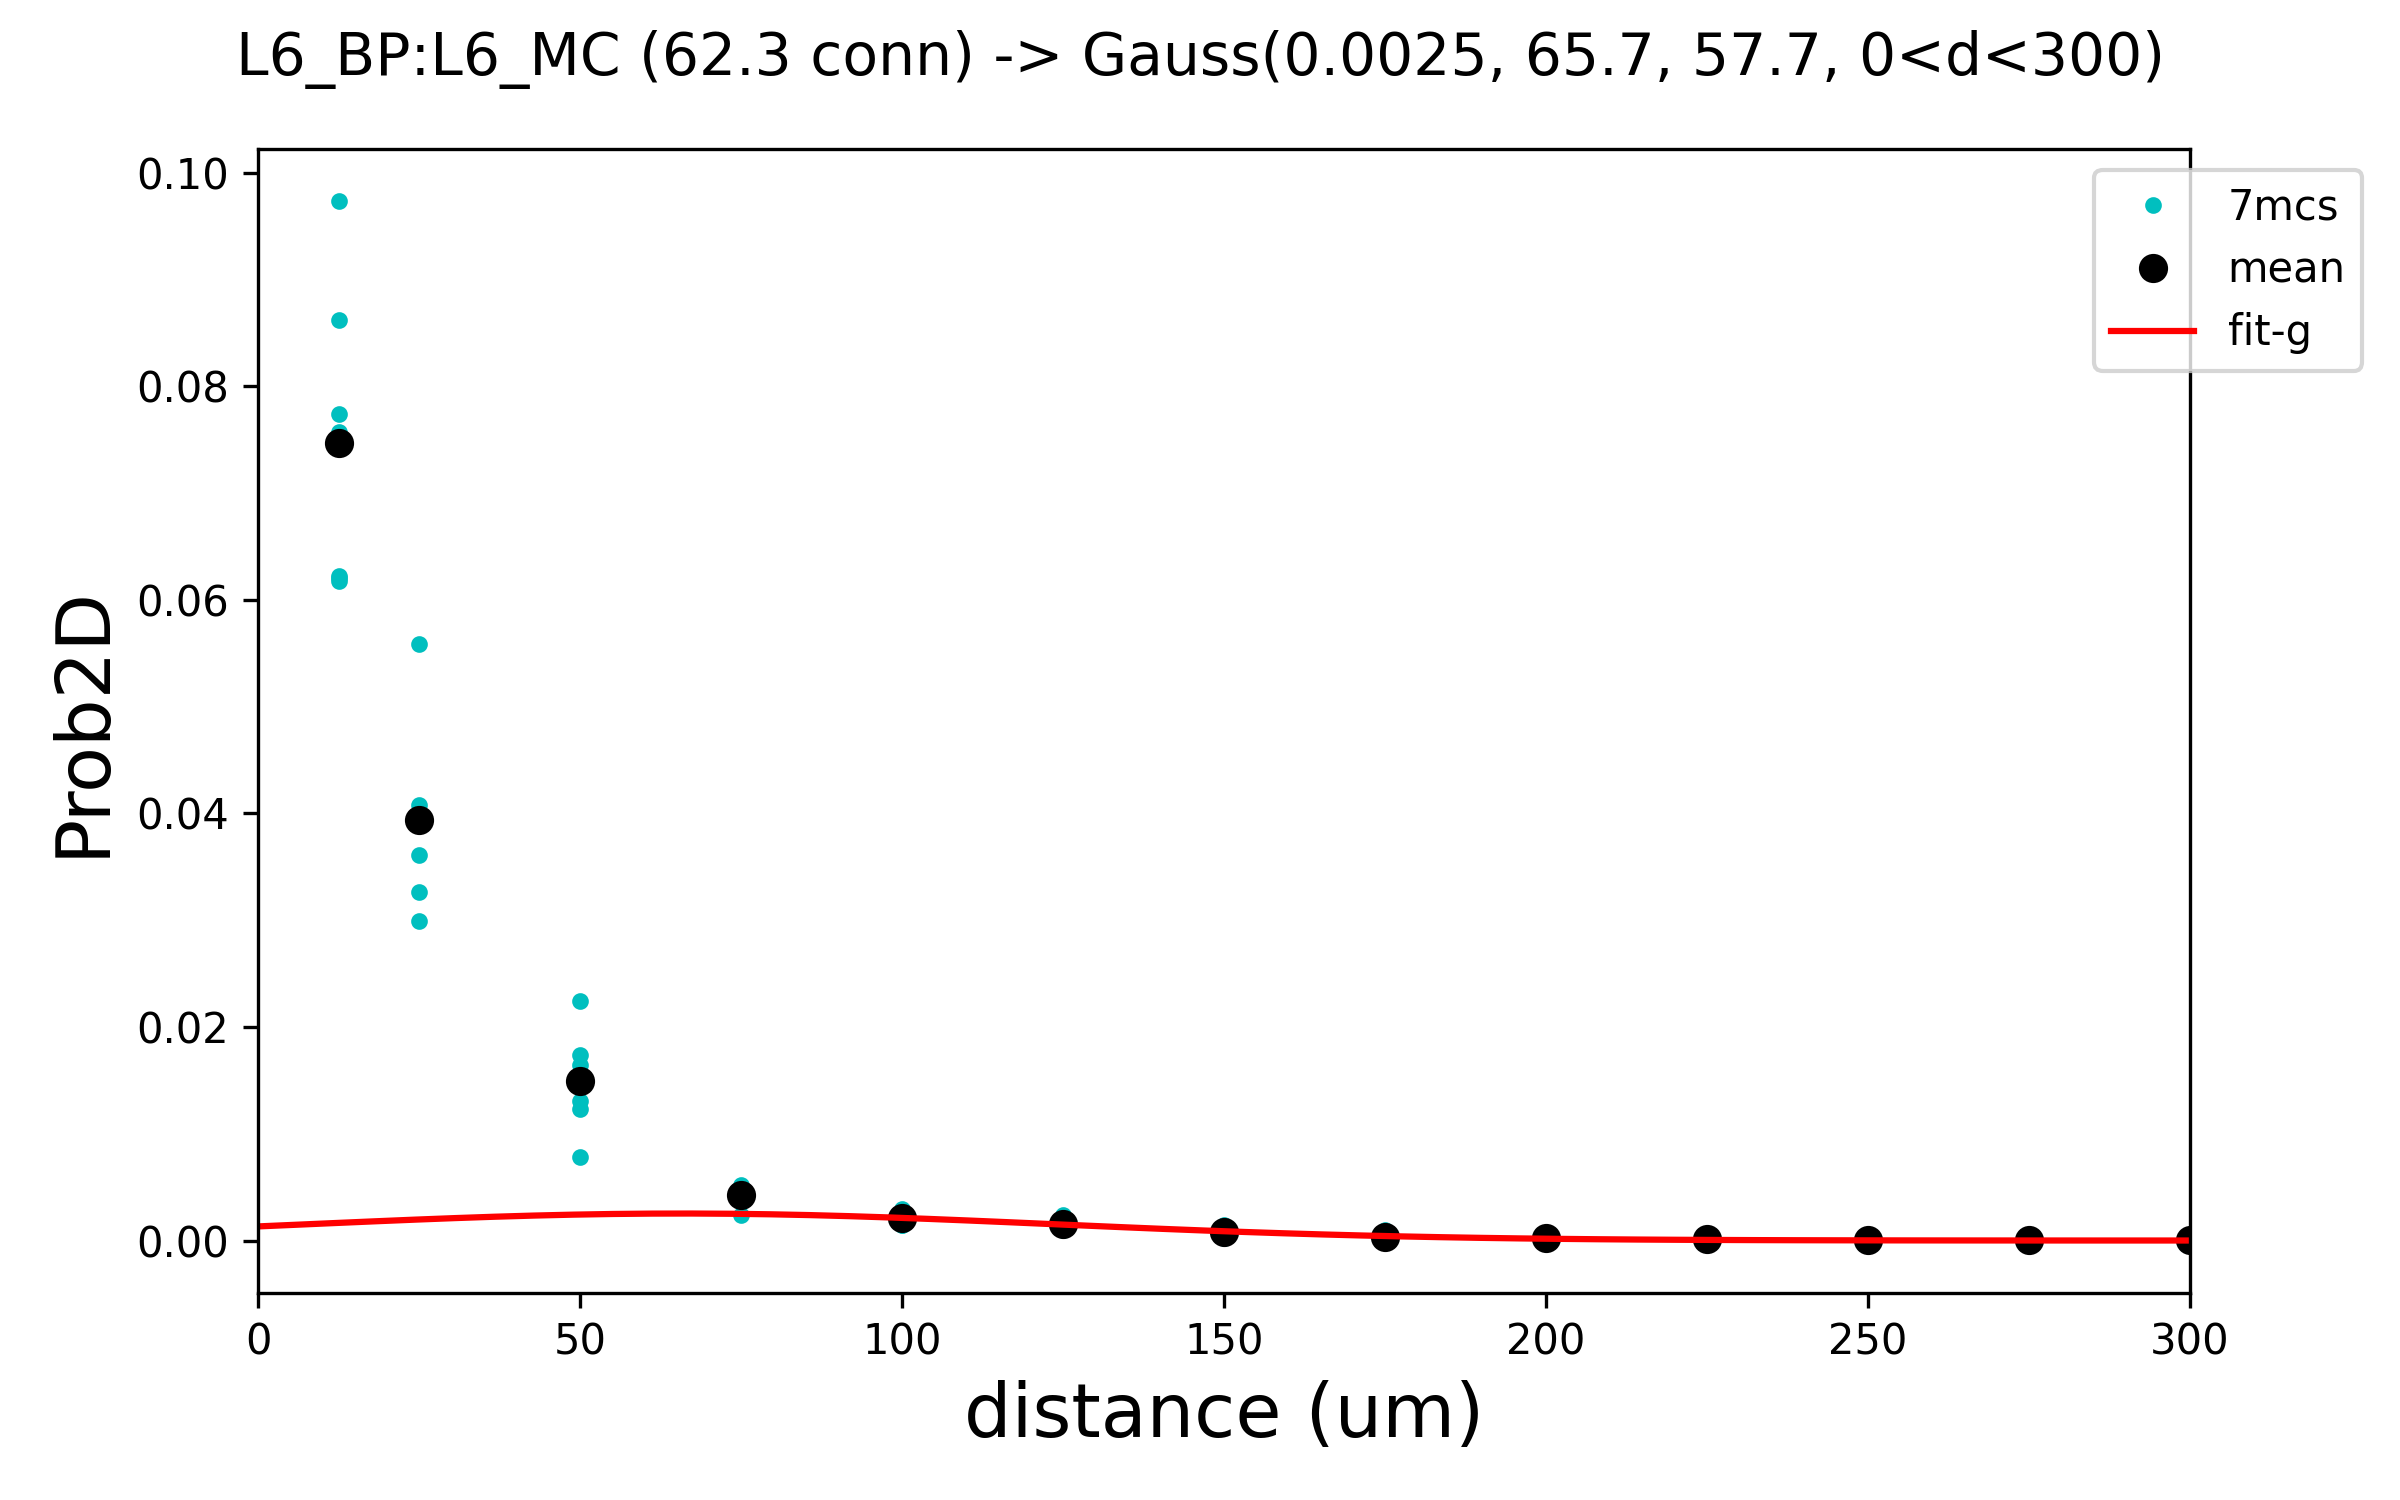 L6_BP:L6_MC (62.3 conn) -> Gauss(0.0025, 65.7, 57.7, 0<d<300)
7mcs
mean
fit-g
Prob2D
0.10
0.08
0.06
0.04
0.02
0.00
0 50 100 150 200 250 300
distance (um)